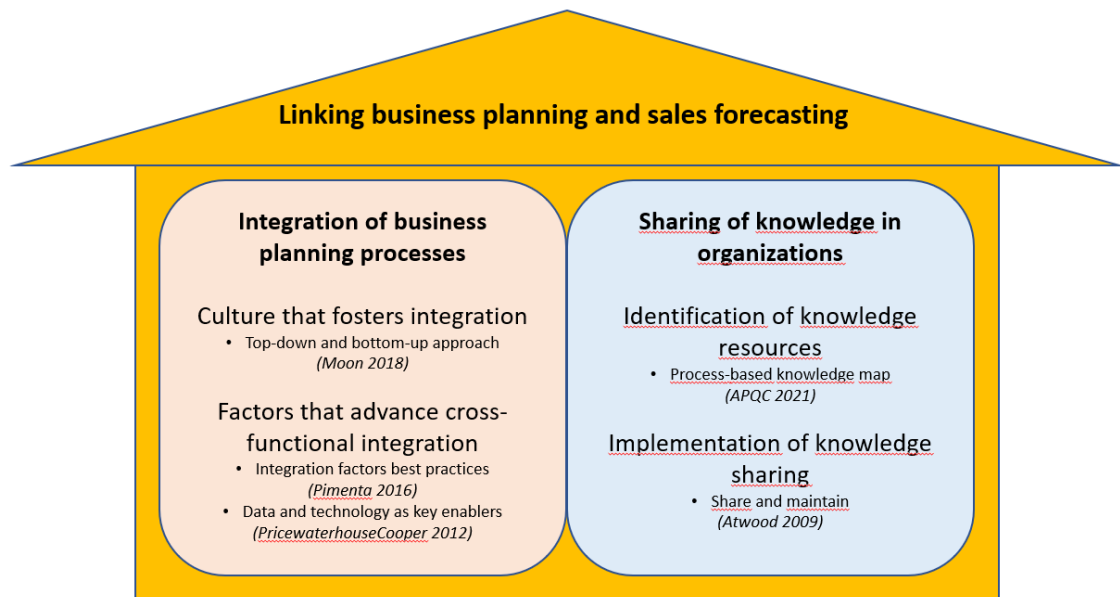 Linking business planning and sales forecasting
Integration of business
planning processes
Culture that fosters integration
• Top-down and bottom-up approach
(Moon 2018)
Factors that advance cross-
functional integration
• Integration factors best practices
(Pimenta 2016)
• Data and technology as key enablers
(PricewaterhouseCooper 2012)
Sharing of knowledge in
organizations
Identification of knowledge
resources
• Process-based knowledge map
(APQC 2021)
Implementation of knowledge
sharing
• Share and maintain
(Atwood 2009)